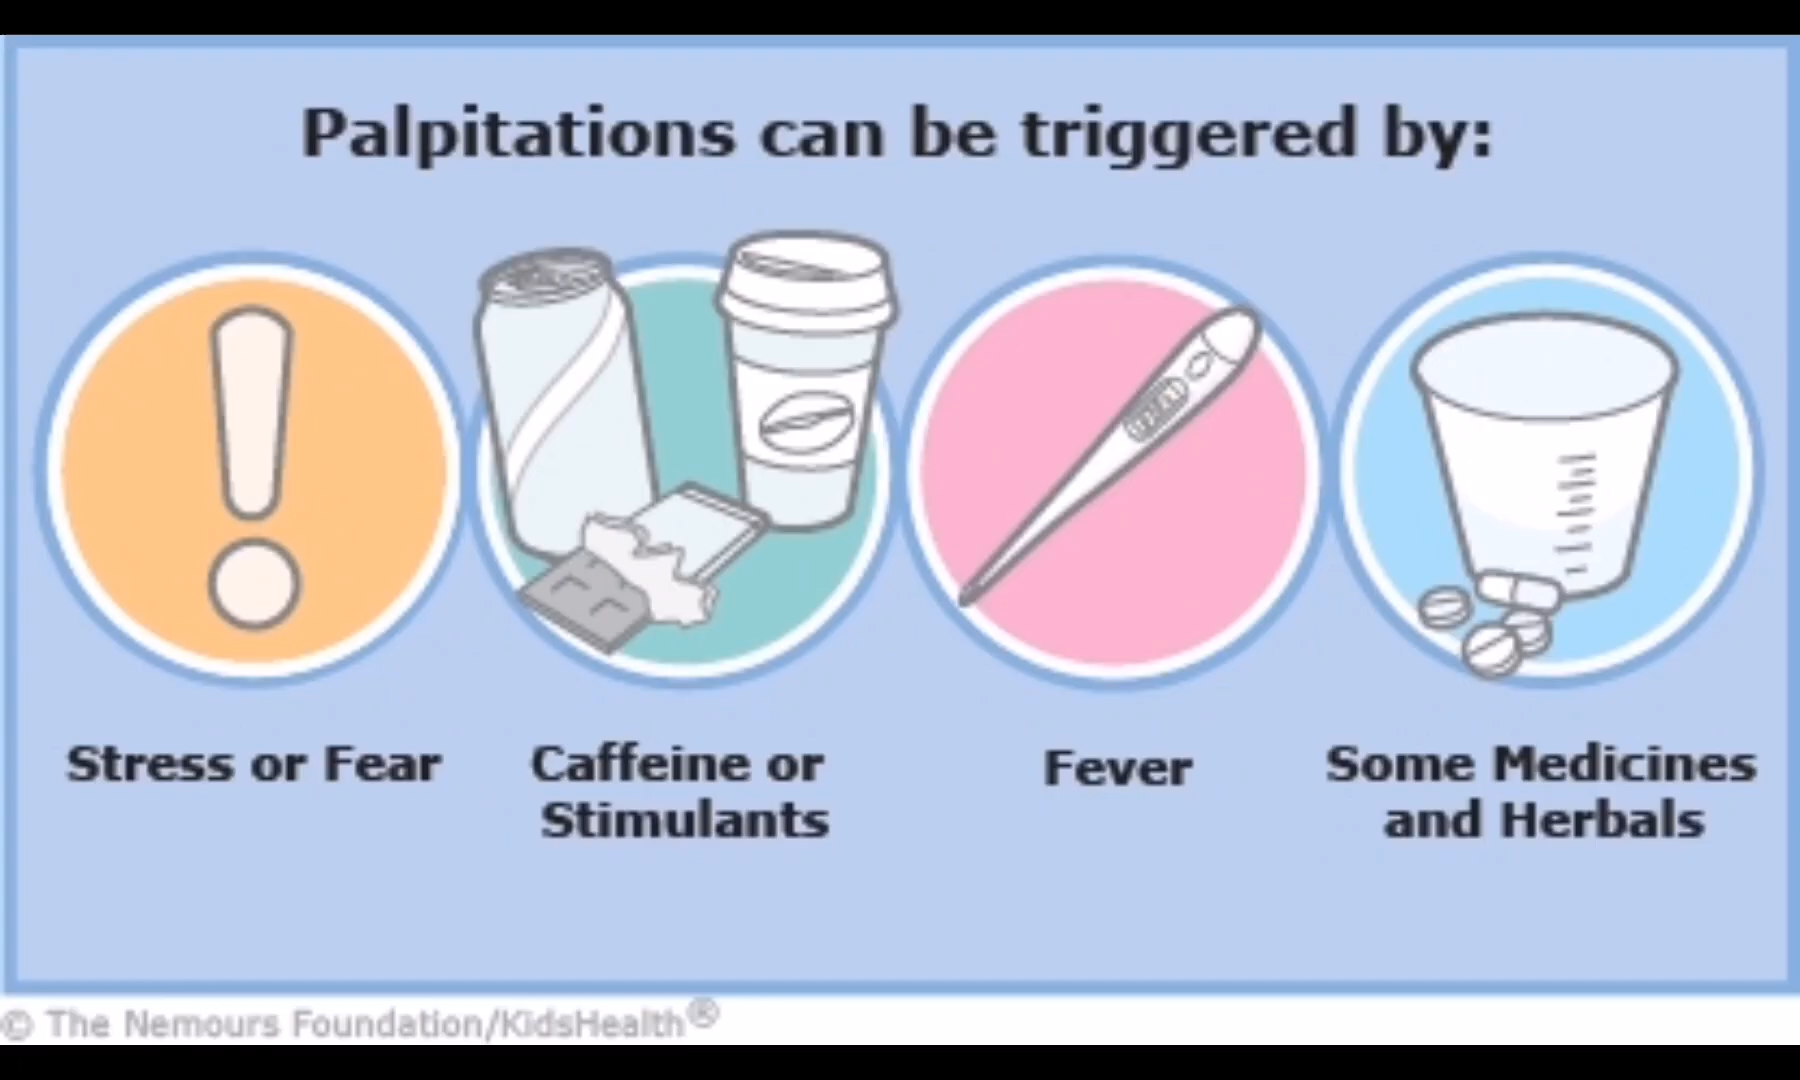 Palpitations can be triggered by:
Stress or Fear
Caffeine or
Stimulants
Fever
Some Medicines
and Herbals
© The Nemours Foundation/KidsHealth®